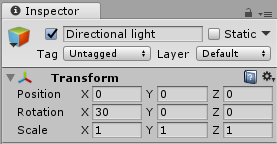 Inspector
Directional light Static
Tag Untagged Layer Default
Transform
Position X 0 Y 0 Z 0
Rotation X 30 Y 0 Z 0
Scale X 1 Y 1 Z 1